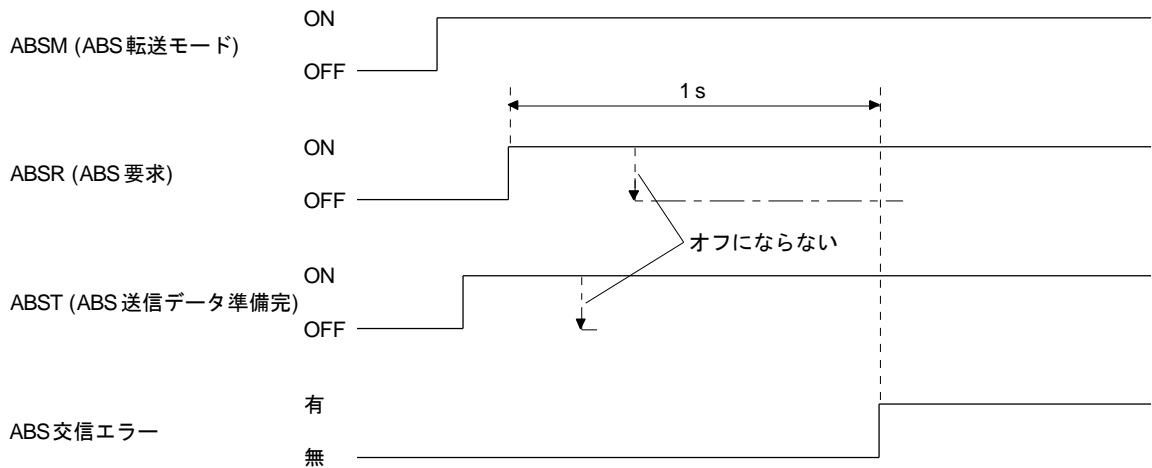 ON
ABSM (ABS転送モード)
OFF
1 s
ON
ABSR (ABS要求)
OFF
オフにならない
ON
ABST (ABS送信データ準備完)
OFF
有
ABS交信エラー
無